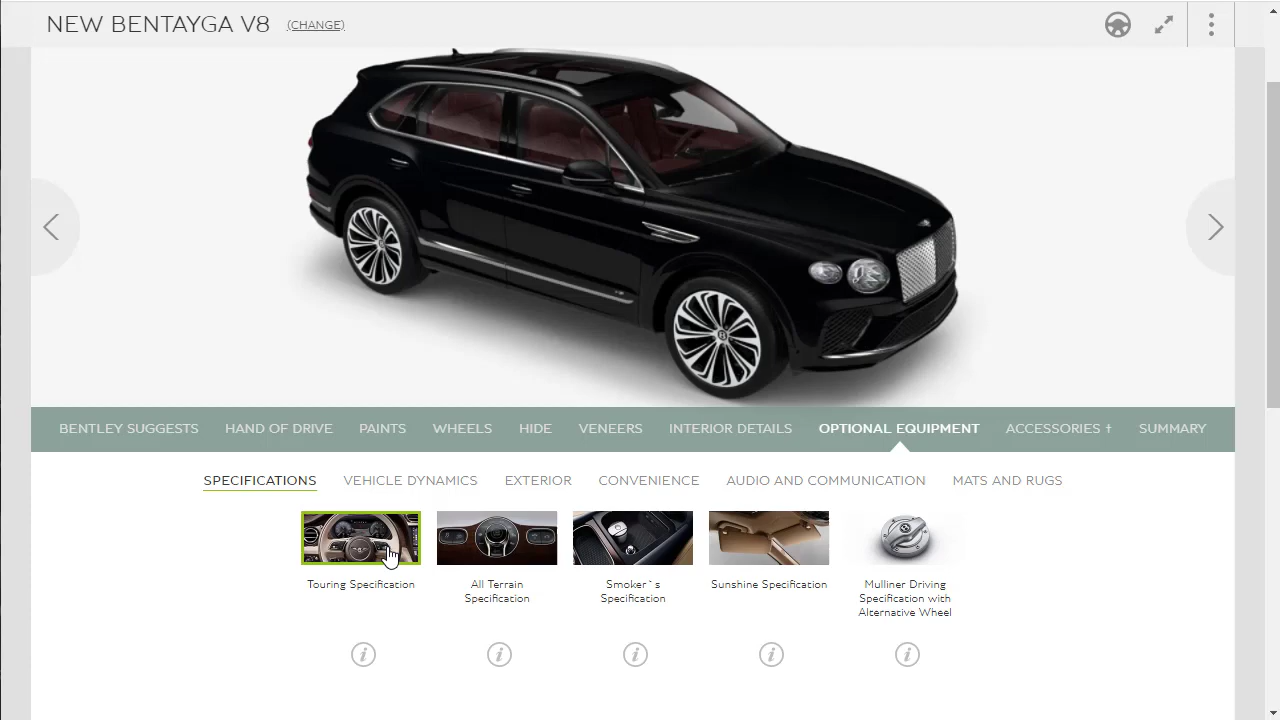 NEW BENTAYGA V8 (CHANGE)
BENTLEY SUGGESTS HAND OF DRIVE PAINTS WHEELS HIDE VENEERS INTERIOR DETAILS OPTIONAL EQUIPMENT ACCESSORIES † SUMMARY
SPECIFICATIONS VEHICLE DYNAMICS EXTERIOR CONVENIENCE AUDIO AND COMMUNICATION MATS AND RUGS
Touring Specification
All Terrain
Specification
Smoker`s
Specification
Sunshine Specification
Mulliner Driving
Specification with
Alternative Wheel
i i i i i